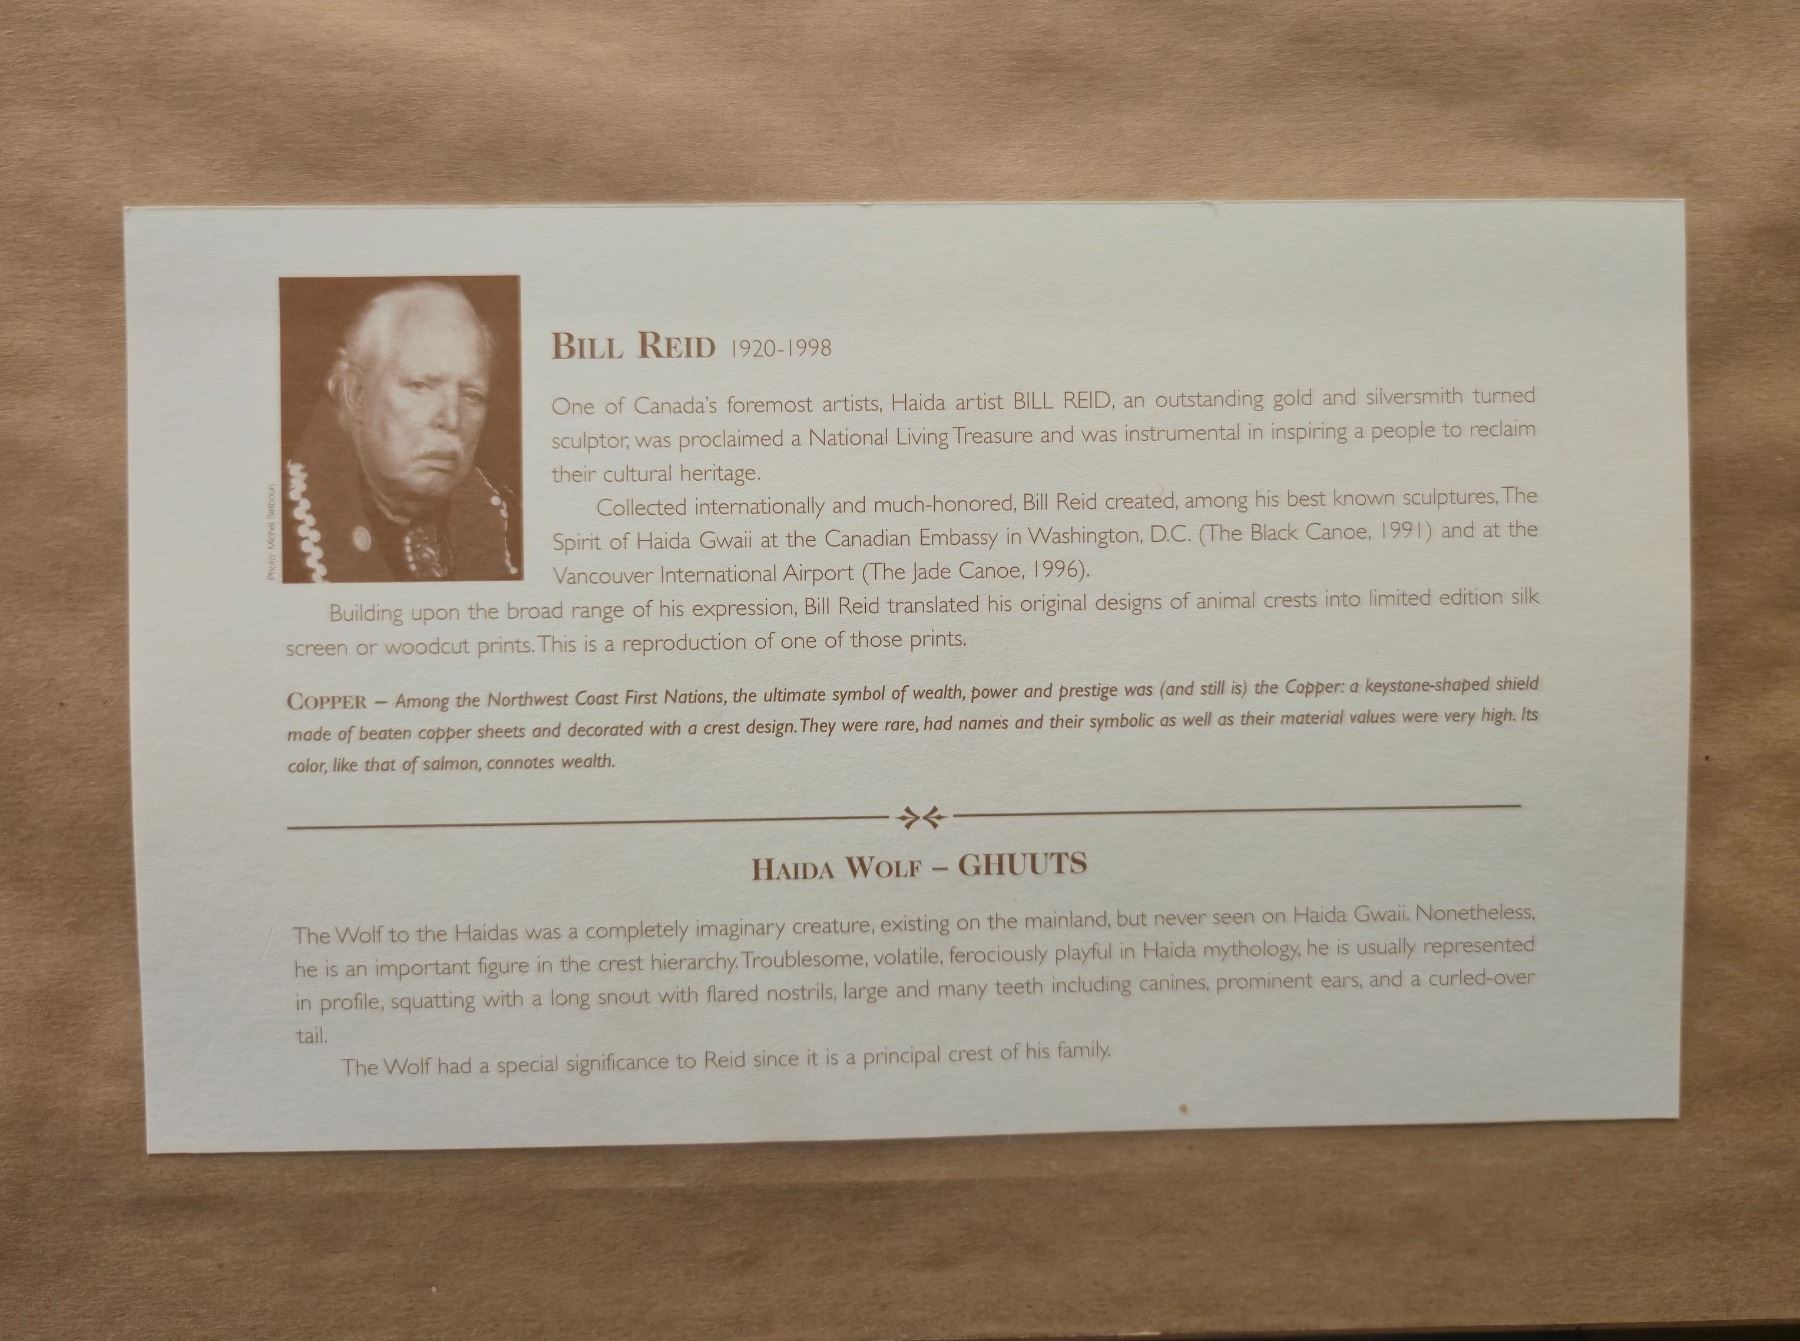 BILL REID 1920-1998
One of Canada's foremost artists, Haida artist BILL REID, an outstanding gold and silversmith turned
sculptor, was proclaimed a National Living Treasure and was instrumental in inspiring a people to reclaim
their cultural heritage.
Collected internationally and much-honored, Bill Reid created, among his best known sculptures, The
Spirit of Haida Gwaii at the Canadian Embassy in Washington, D.C. (The Black Canoe, 1991) and at the
Vancouver International Airport (The Jade Canoe, 1996).
Photo: Michel Setboun
Building upon the broad range of his expression, Bill Reid translated his original designs of animal crests into limited edition silk
screen or woodcut prints. This is a reproduction of one of those prints.
COPPER – Among the Northwest Coast First Nations, the ultimate symbol of wealth, power and prestige was (and still is) the Copper: a keystone-shaped shield
made of beaten copper sheets and decorated with a crest design. They were rare, had names and their symbolic as well as their material values were very high. Its
color, like that of salmon, connotes wealth.
HAIDA WOLF – GHUUTS
The Wolf to the Haidas was a completely imaginary creature, existing on the mainland, but never seen on Haida Gwaii. Nonetheless,
he is an important figure in the crest hierarchy. Troublesome, volatile, ferociously playful in Haida mythology, he is usually represented
in profile, squatting with a long snout with flared nostrils, large and many teeth including canines, prominent ears, and a curled-over
tail.
The Wolf had a special significance to Reid since it is a principal crest of his family.